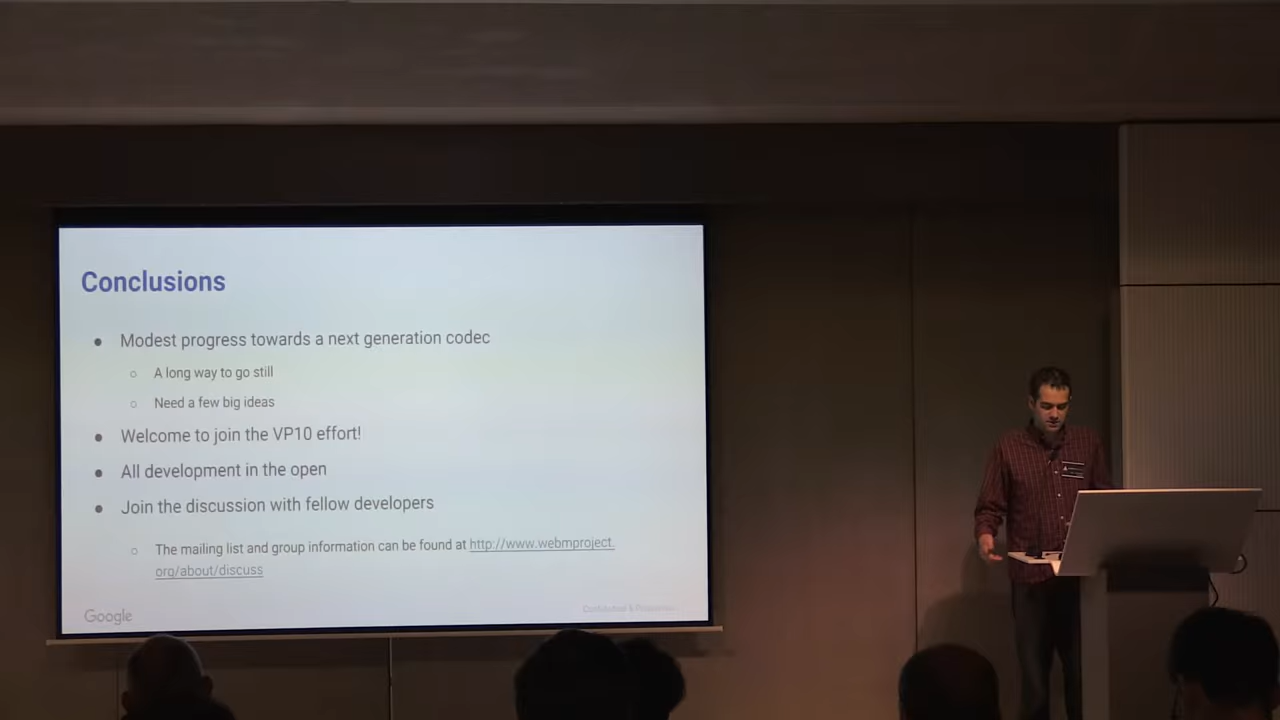 Conclusions
● Modest progress towards a next generation codec
○ A long way to go still
○ Need a few big ideas
● Welcome to join the VP10 effort!
● All development in the open
● Join the discussion with fellow developers
○ The mailing list and group information can be found at http://www.webmproject.
org/about/discuss
Google
Confidential & Proprietary